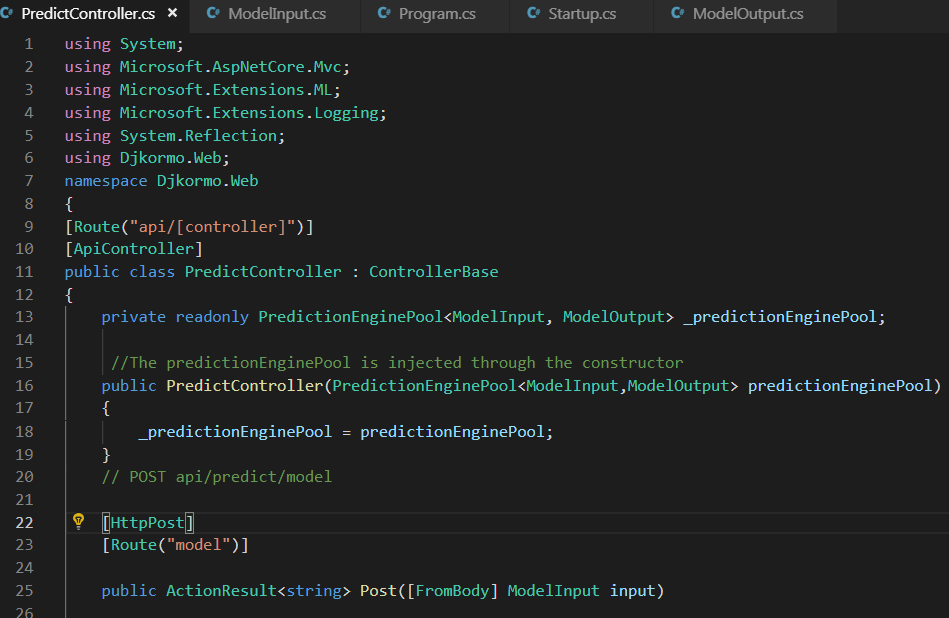 PredictController.cs × ModelInput.cs Program.cs Startup.cs ModelOutput.cs
1 using System;
2 using Microsoft.AspNetCore.Mvc;
3 using Microsoft.Extensions.ML;
4 using Microsoft.Extensions.Logging;
5 using System.Reflection;
6 using Djkormo.Web;
7 namespace Djkormo.Web
8 {
9 [Route("api/[controller]")]
10 [ApiController]
11 public class PredictController : ControllerBase
12 {
13 private readonly PredictionEnginePool<ModelInput, ModelOutput> _predictionEnginePool;
14
15 //The predictionEnginePool is injected through the constructor
16 public PredictController(PredictionEnginePool<ModelInput,ModelOutput> predictionEnginePool)
17 {
18 _predictionEnginePool = predictionEnginePool;
19 }
20 // POST api/predict/model
21
22 [HttpPost]
23 [Route("model")]
24
25 public ActionResult<string> Post([FromBody] ModelInput input)
26